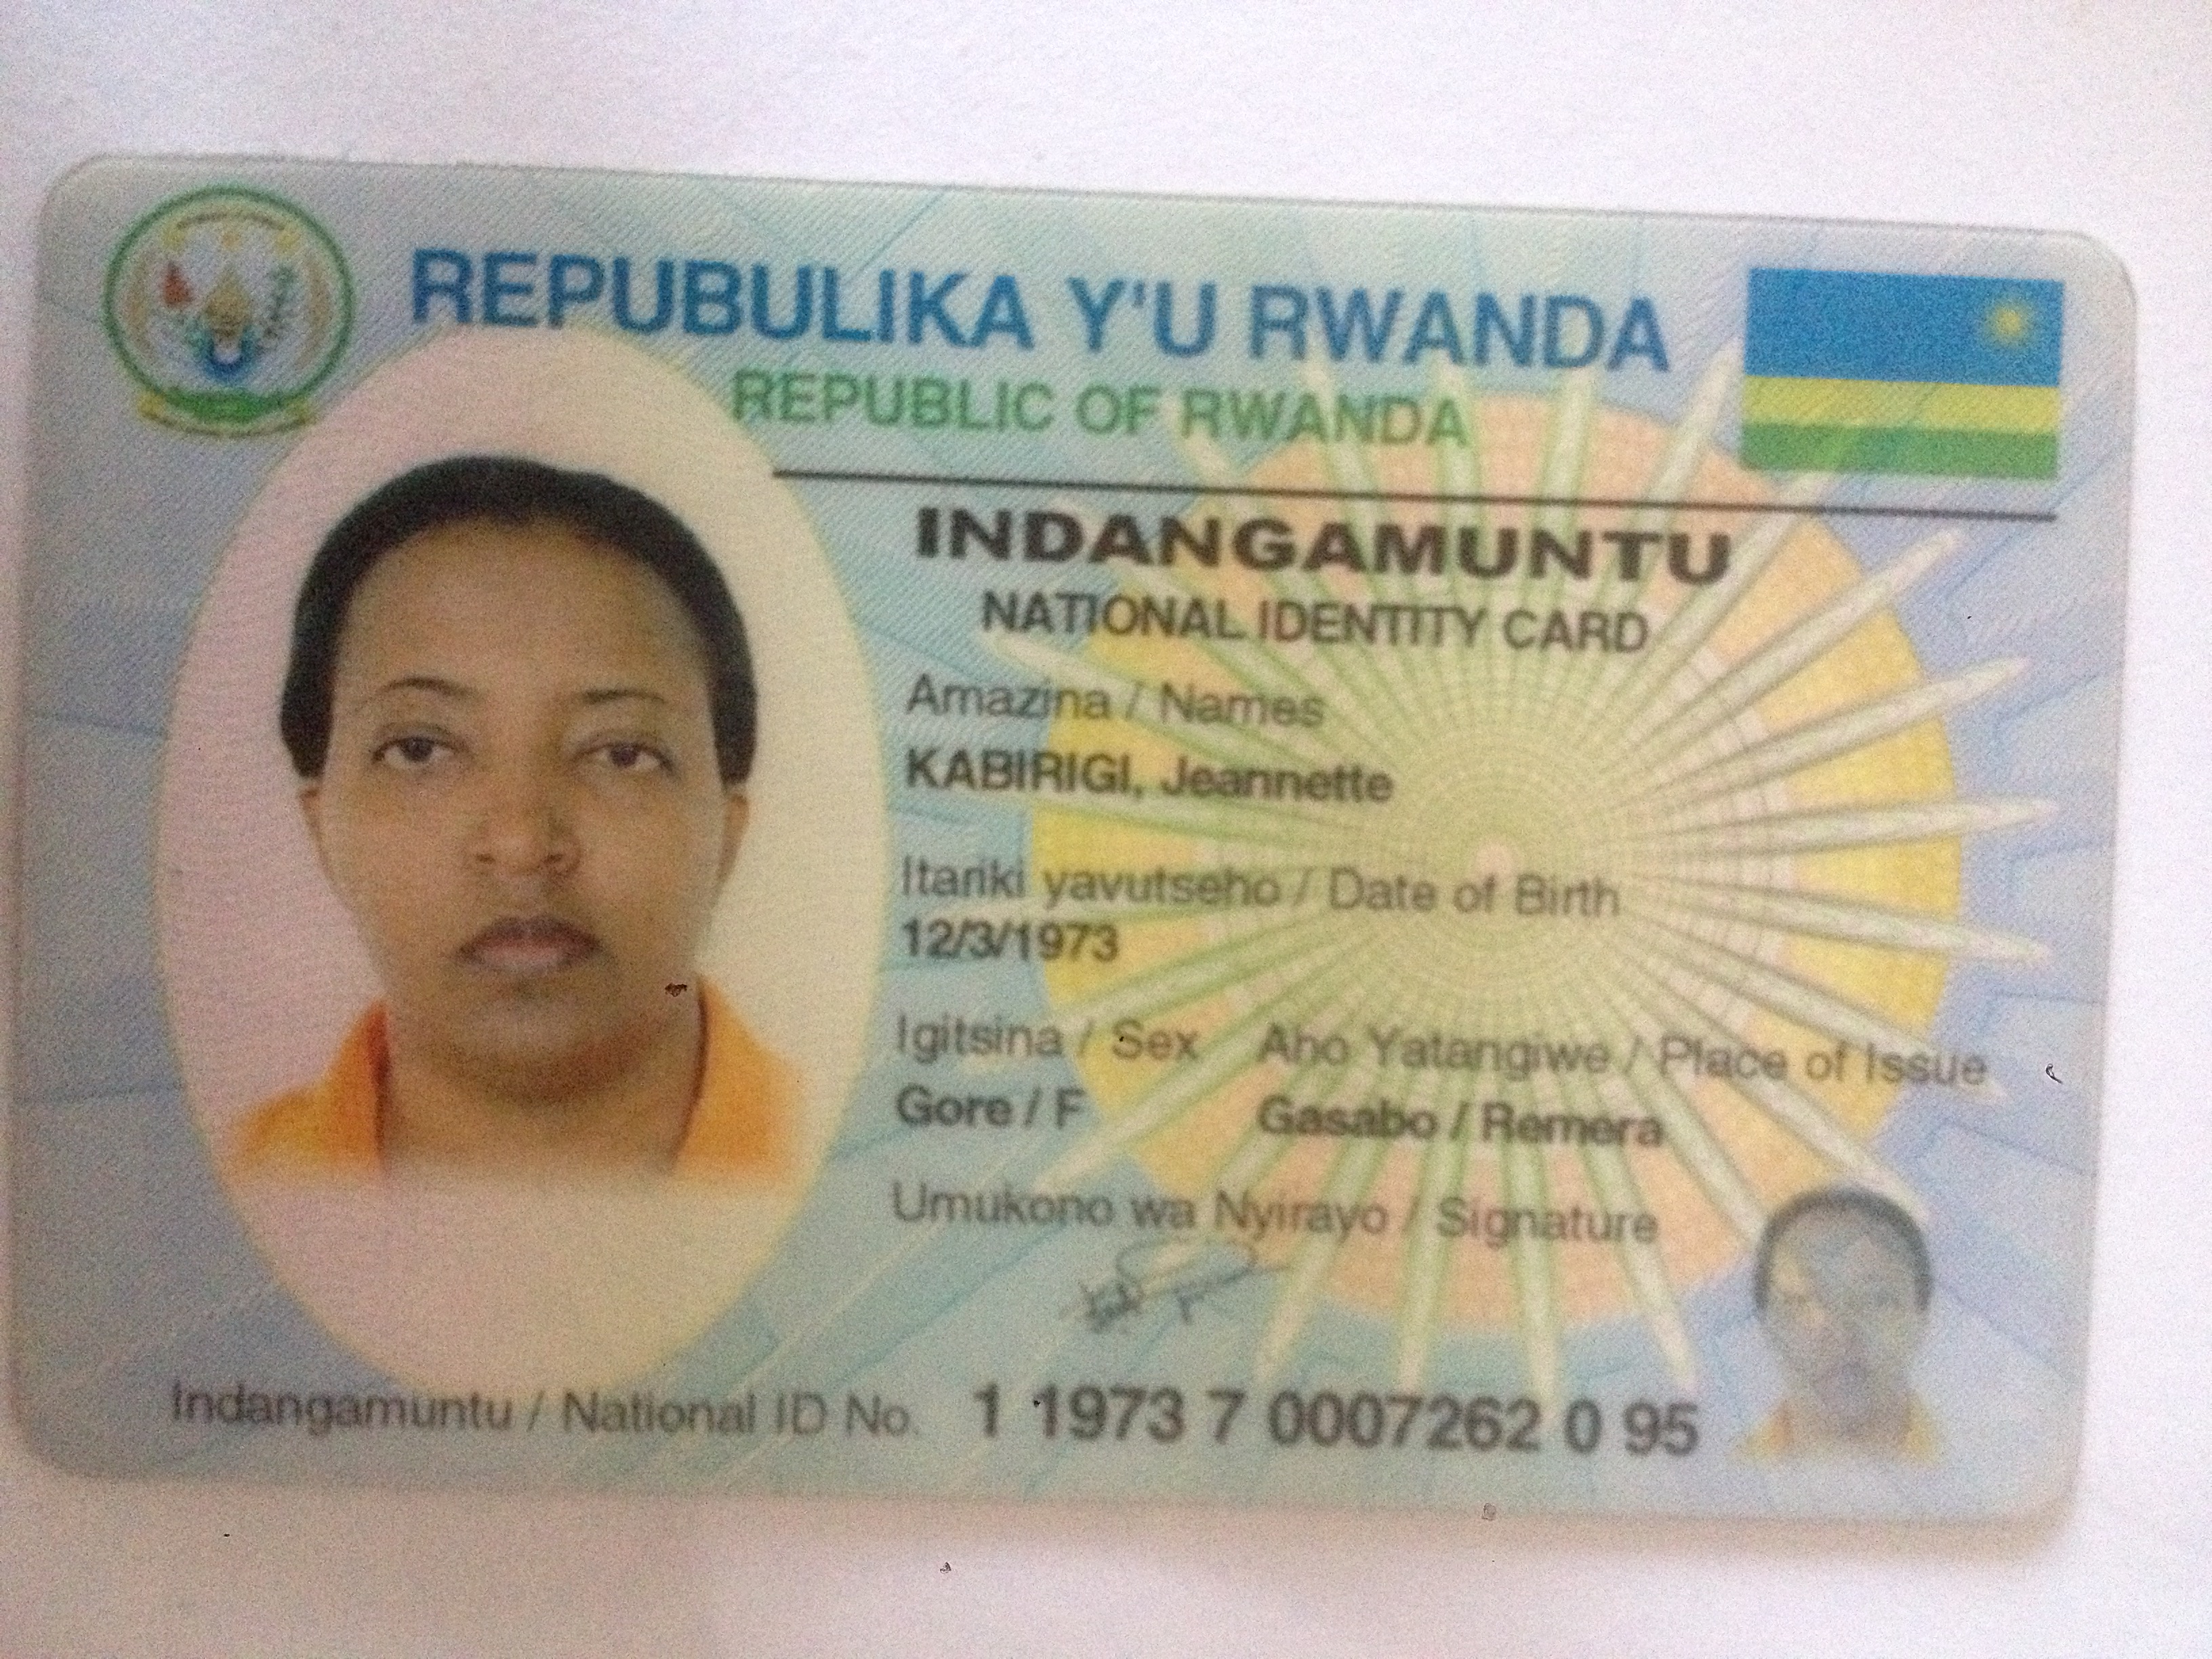 REPUBULIKA Y'U RWANDA
REPUBLIC OF RWANDA
INDANGAMUNTU
NATIONAL IDENTITY CARD
Amazina / Names
KABIRIGI, Jeannette
Itariki yavutseho / Date of Birth
12/3/1973
Igitsina / Sex Aho Yatangiwe / Place of Issue
Gore / F Gasabo / Remera
Umukono wa Nyirayo / Signature
Indangamuntu / National ID No. 1 1973 7 0007262 0 95